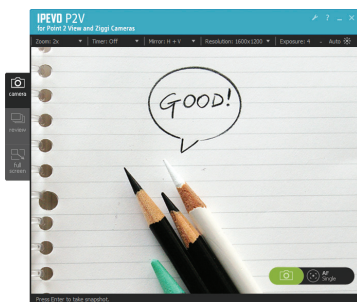 IPEVO P2V
for Point 2 View and Ziggi Cameras
Zoom: 2x Timer: Off Mirror: H + V Resolution: 1600x1200 Exposure: 4 - Auto
GOOD!
camera
review
full
screen
AF
Single
Press Enter to take snapshot.